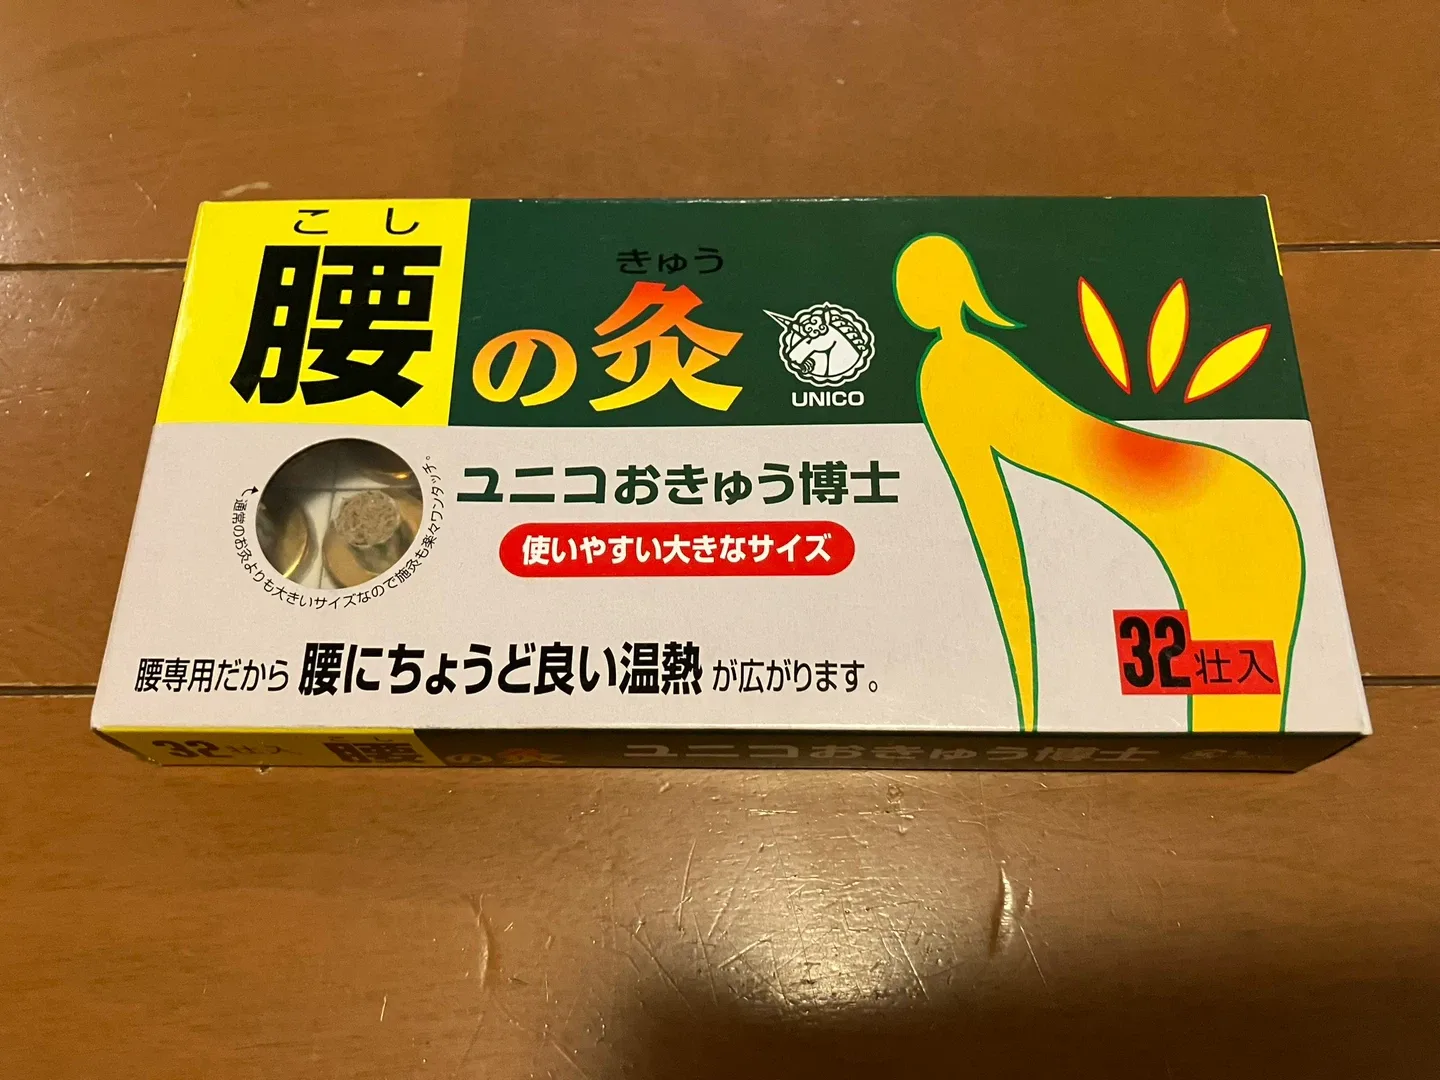 こし
腰の灸
きゅう
UNICO
ユニコおきゅう博士
使いやすい大きなサイズ
通常のお灸よりも大きいサイズなので施灸も楽々ワンタッチ。
腰専用だから 腰にちょうど良い温熱 が広がります。
32壮入
32壮入 こし 腰の灸 ユニコおきゅう博士